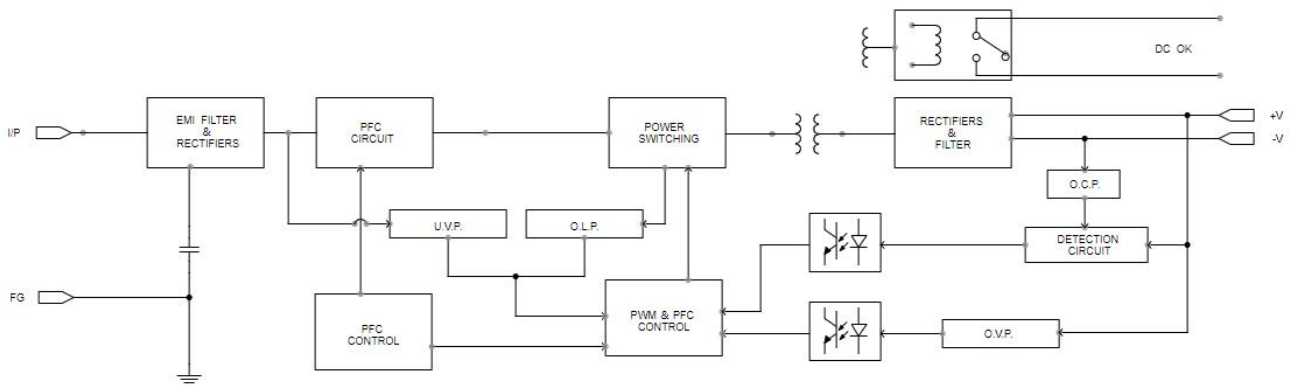 DC OK
I/P
EMI FILTER
&
RECTIFIERS
PFC
CIRCUIT
POWER
SWITCHING
RECTIFIERS
&
FILTER
+V
-V
O.C.P.
U.V.P.
O.L.P.
DETECTION
CIRCUIT
FG
PFC
CONTROL
PWM & PFC
CONTROL
O.V.P.